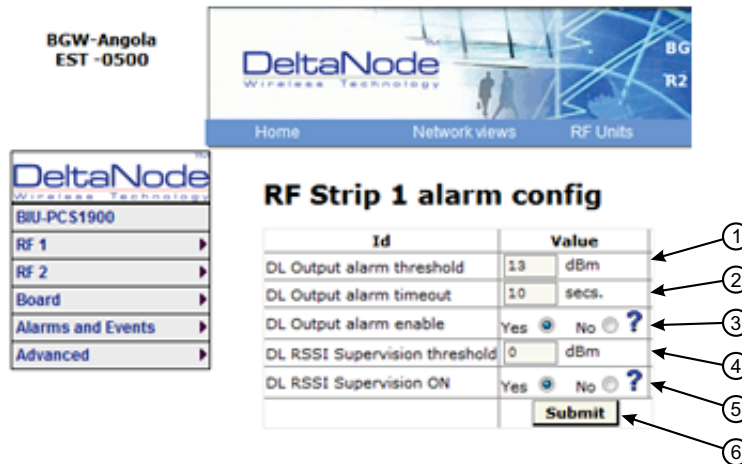 BGW-Angola
EST -0500
DeltaNode™
Wireless Technology
BG
R2
Home Network views RF Units
DeltaNode™
Wireless Technology
BIU-PCS1900
RF 1
RF 2
Board
Alarms and Events
Advanced
RF Strip 1 alarm config
Id Value
DL Output alarm threshold 13 dBm
DL Output alarm timeout 10 secs.
DL Output alarm enable Yes No ?
DL RSSI Supervision threshold 0 dBm
DL RSSI Supervision ON Yes No ?
Submit
1
2
3
4
5
6